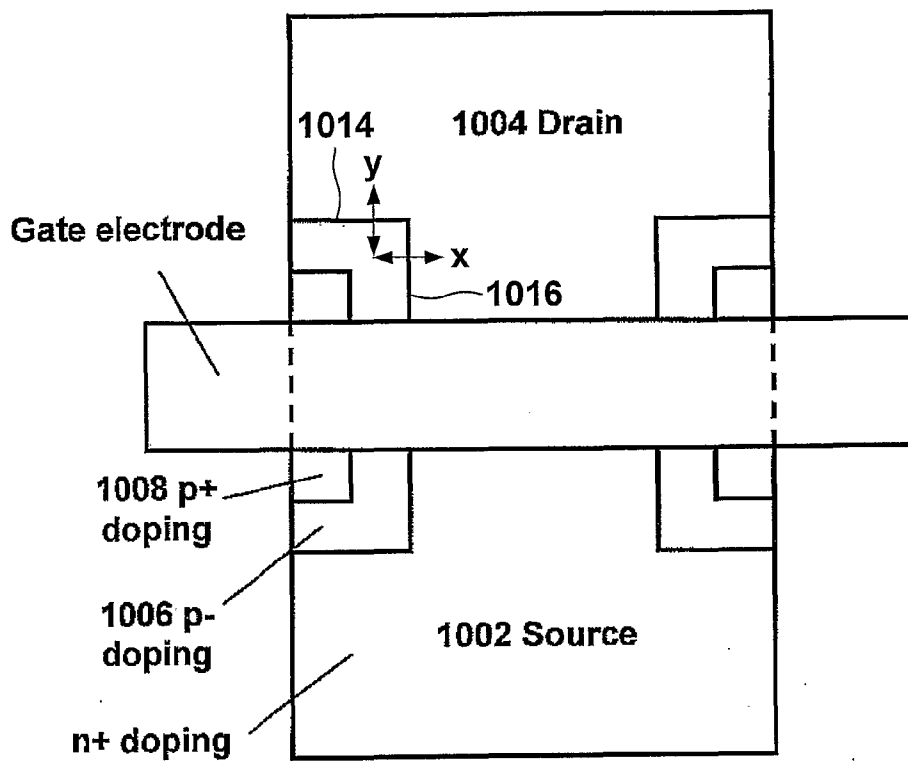 1014
1004 Drain
y
Gate electrode
x
1016
1008 p+
doping
1006 p-
doping
1002 Source
n+ doping